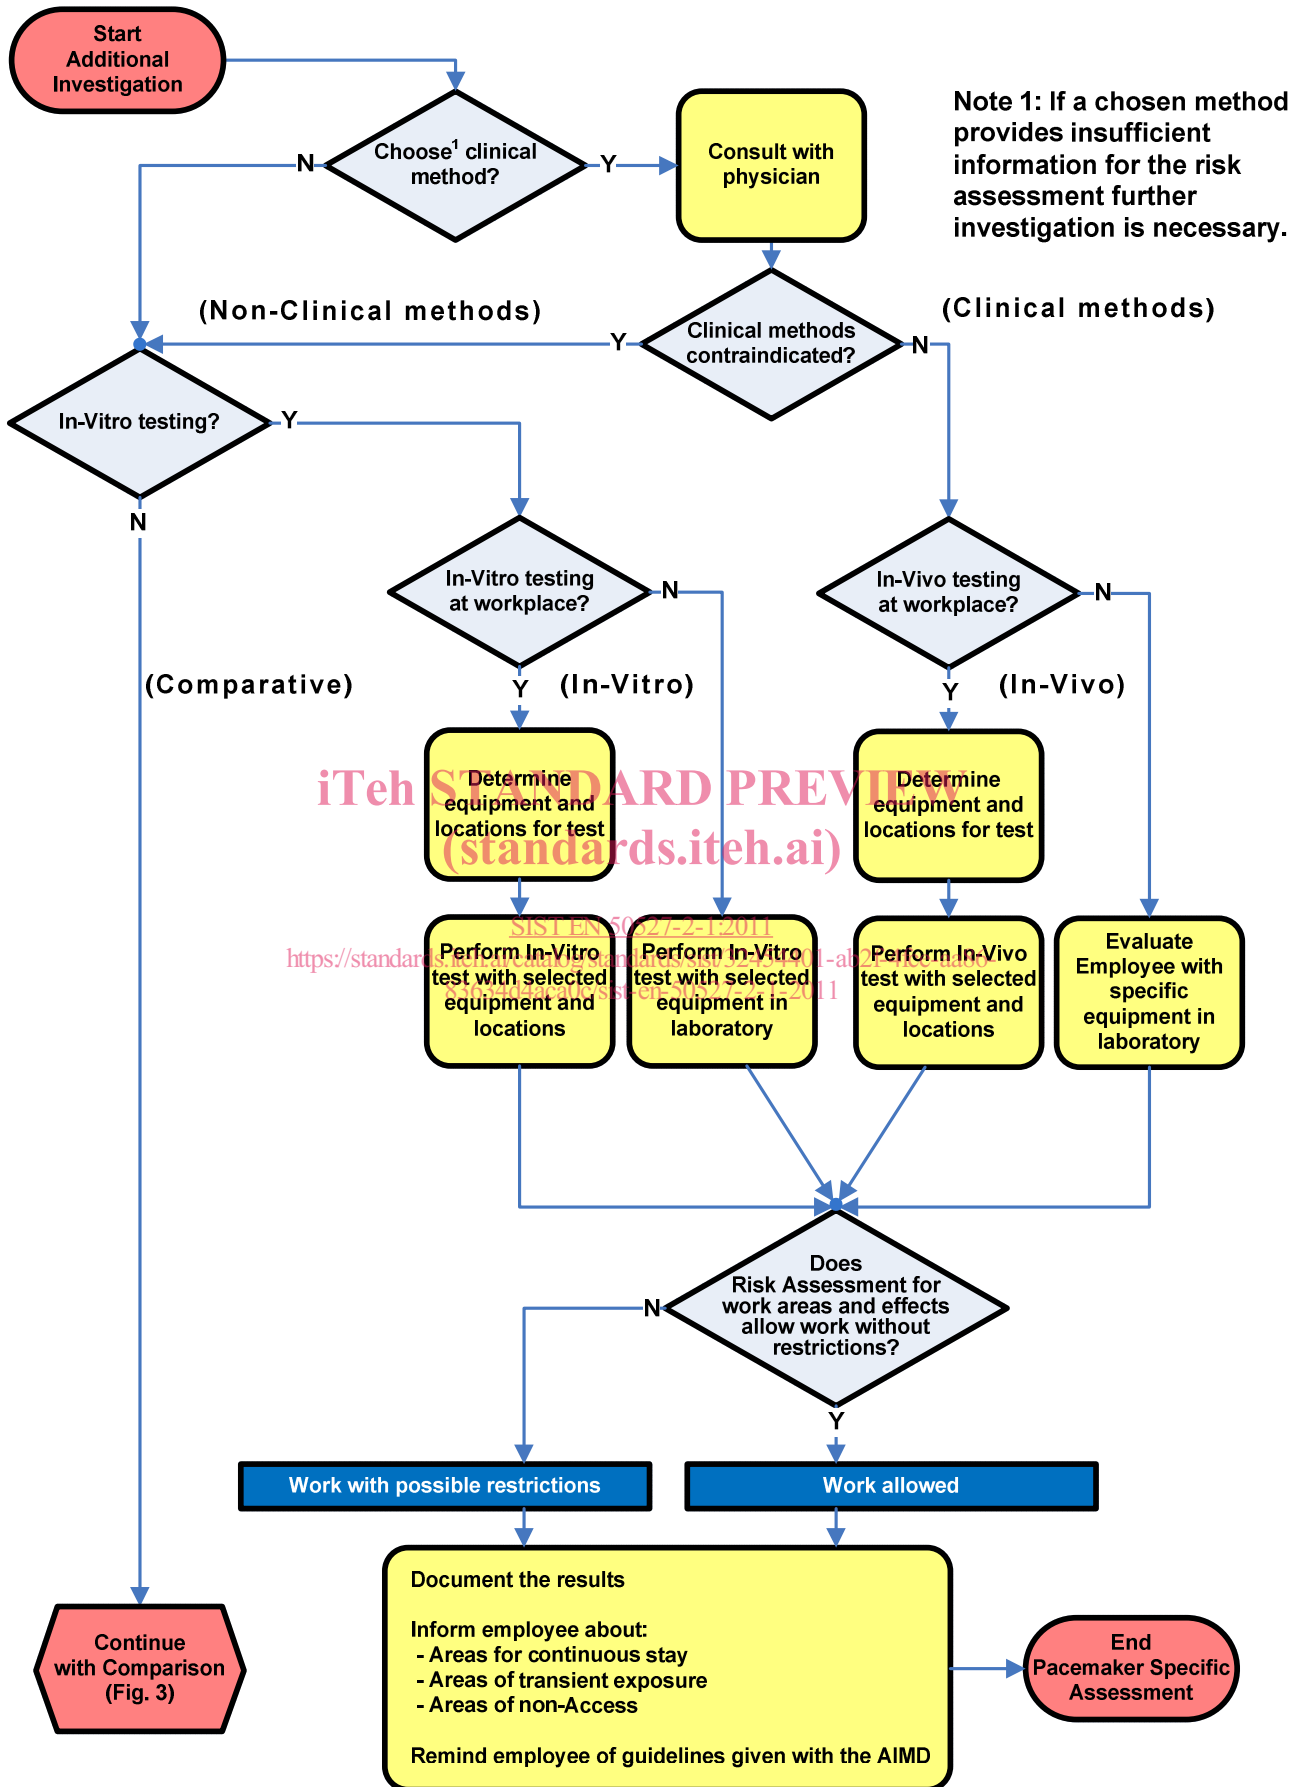 Start
Additional
Investigation
Note 1: If a chosen method
provides insufficient
information for the risk
assessment further
investigation is necessary.
Choose¹ clinical
method?
N
Y
Consult with
physician
(Non-Clinical methods)
(Clinical methods)
Clinical methods
contraindicated?
Y
N
In-Vitro testing?
Y
N
In-Vitro testing
at workplace?
N
Y
In-Vivo testing
at workplace?
N
Y
(Comparative)
(In-Vitro)
(In-Vivo)
Determine
equipment and
locations for test
Determine
equipment and
locations for test
iTeh STANDARD PREVIEW
(standards.iteh.ai)
SIST EN 50527-2-1:2011
Perform In-Vitro
test with selected
equipment and
locations
Perform In-Vitro
test with selected
equipment in
laboratory
Perform In-Vivo
test with selected
equipment and
locations
Evaluate
Employee with
specific
equipment in
laboratory
Does
Risk Assessment for
work areas and effects
allow work without
restrictions?
N
Y
Work with possible restrictions
Work allowed
Document the results
Inform employee about:
- Areas for continuous stay
- Areas of transient exposure
- Areas of non-Access
Remind employee of guidelines given with the AIMD
Continue
with Comparison
(Fig. 3)
End
Pacemaker Specific
Assessment